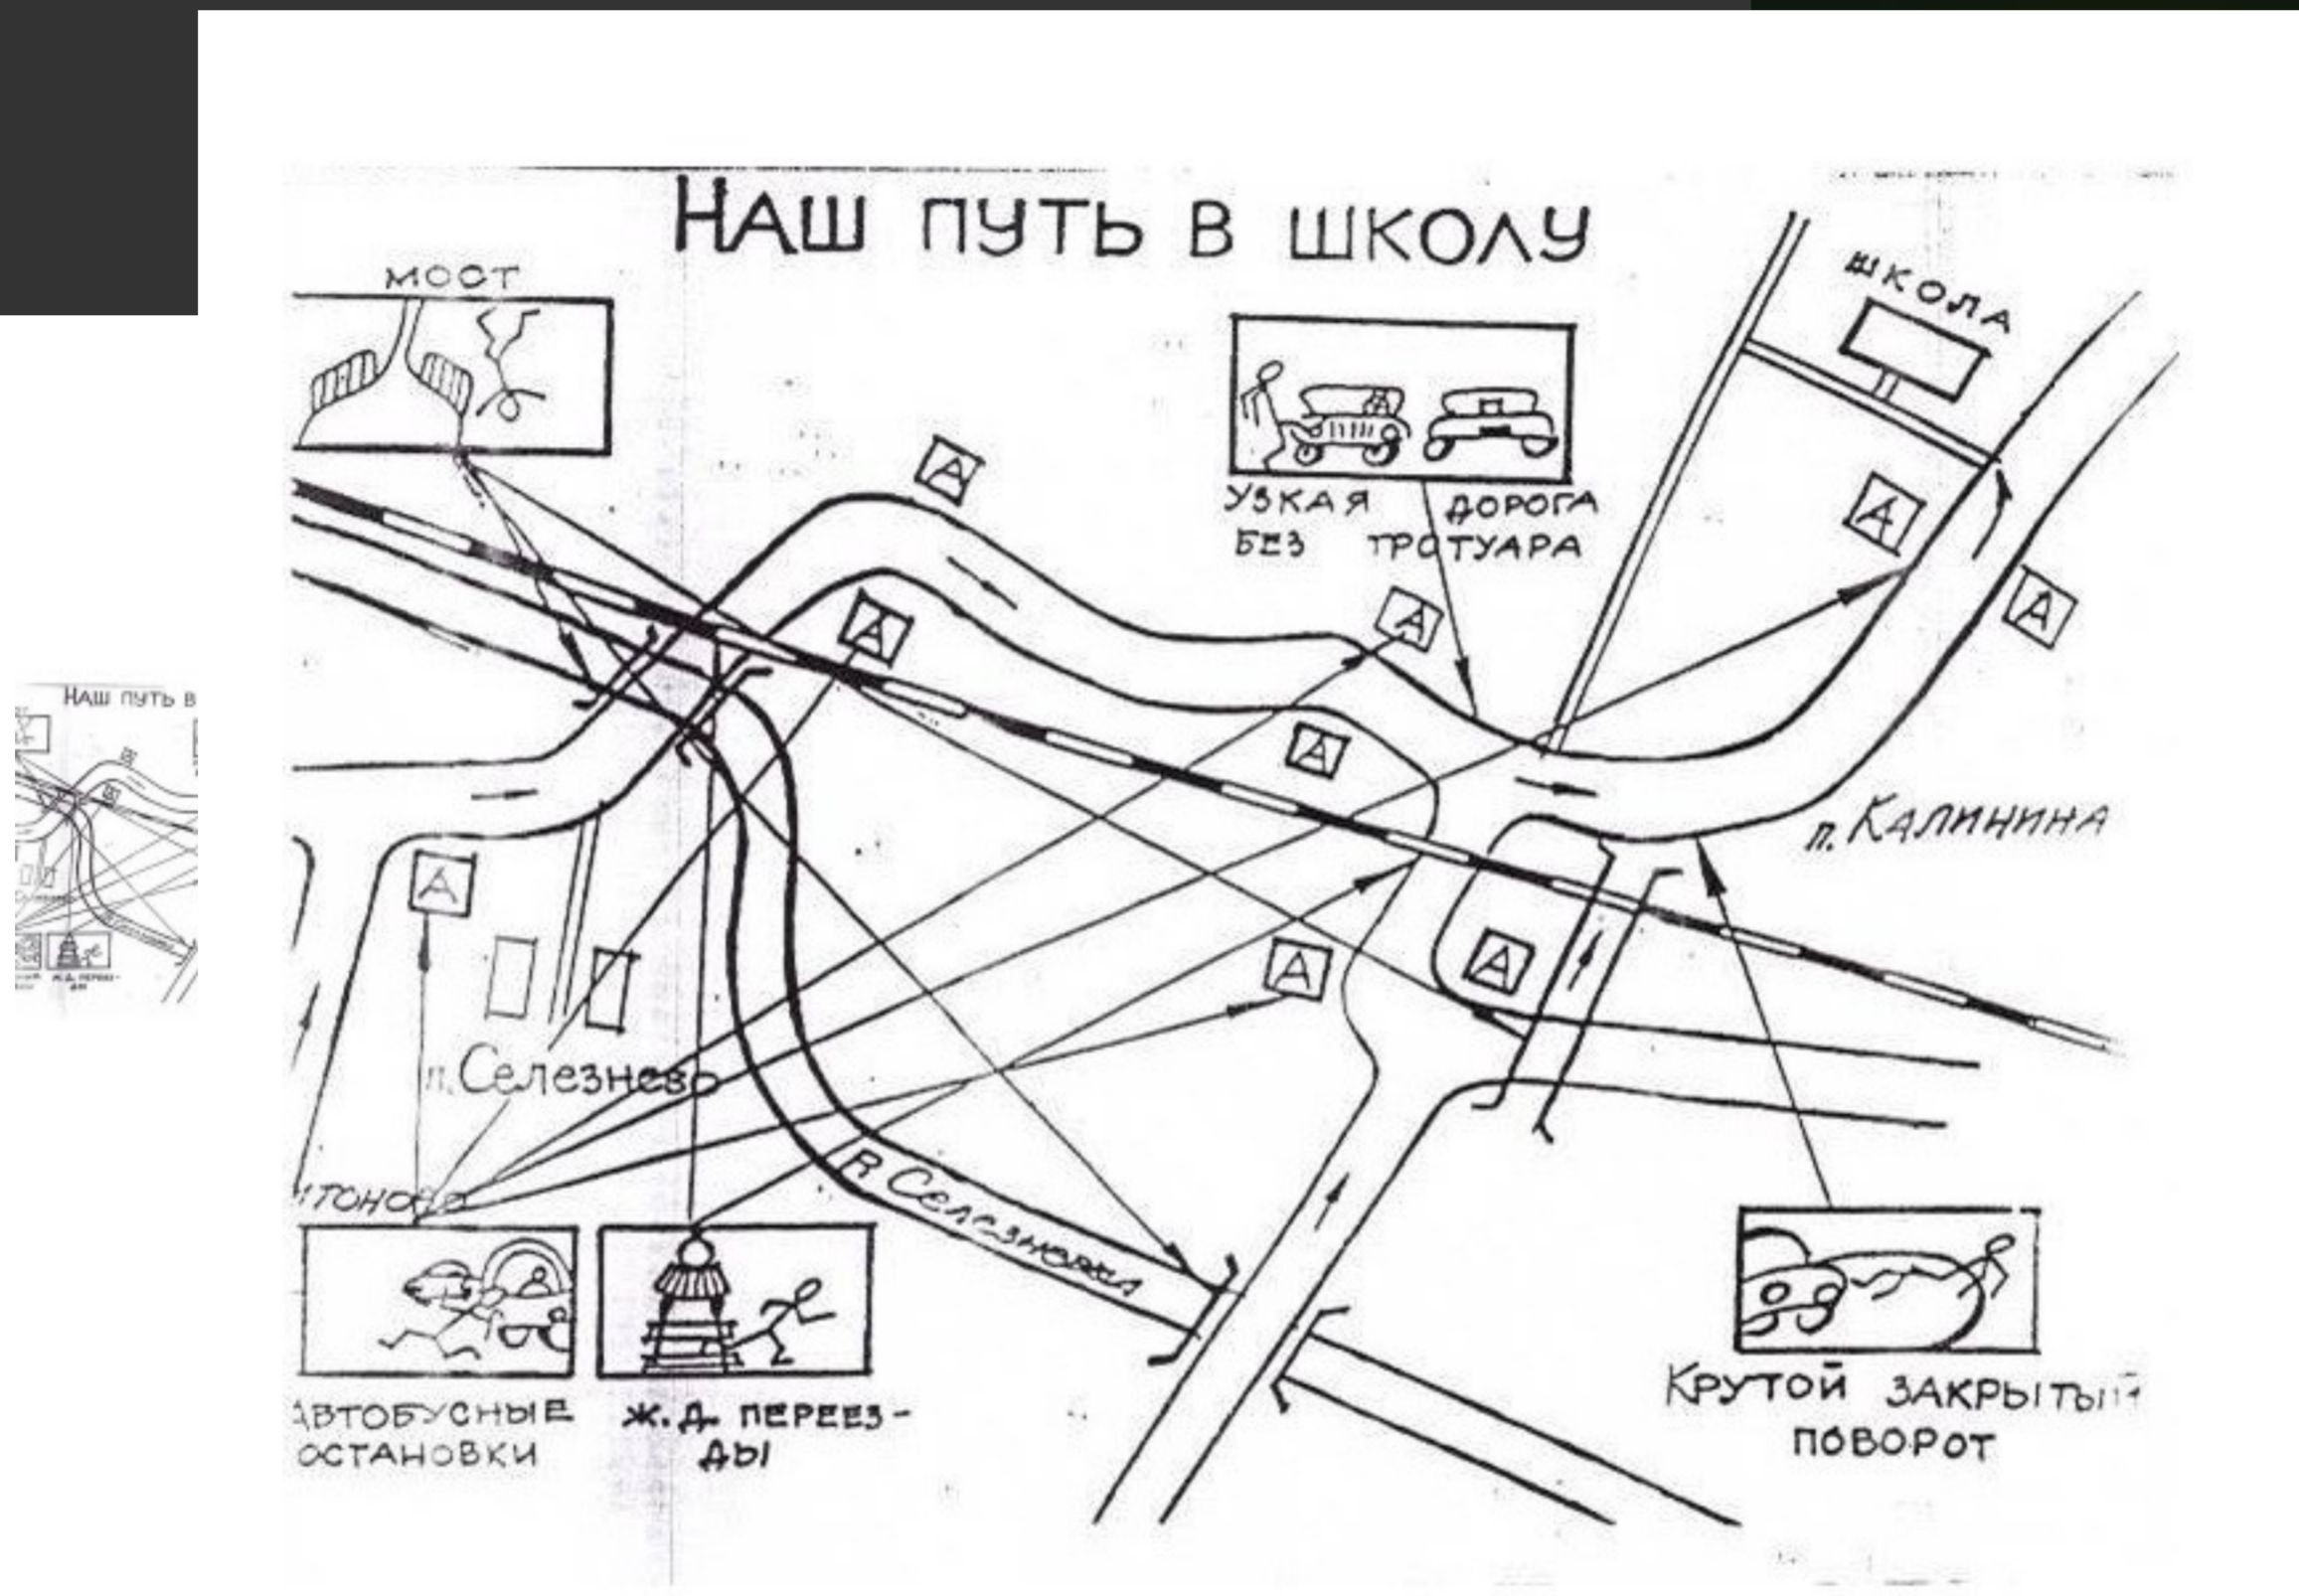 НАШ ПУТЬ В ШКОЛУ
МОСТ
ШКОЛА
А
УЗКАЯ ДОРОГА
БЕЗ ТРОТУАРА
А
А
А
А
А
п. КАЛИНИНА
А
А
А
п. Селезнево
R СЕЛЕЗНЕВКА
АВТОБУСНЫЕ
ОСТАНОВКИ
Ж.Д. ПЕРЕЕЗ-
ДЫ
КРУТОЙ ЗАКРЫТЫЙ
ПОВОРОТ
НАШ ПУТЬ В